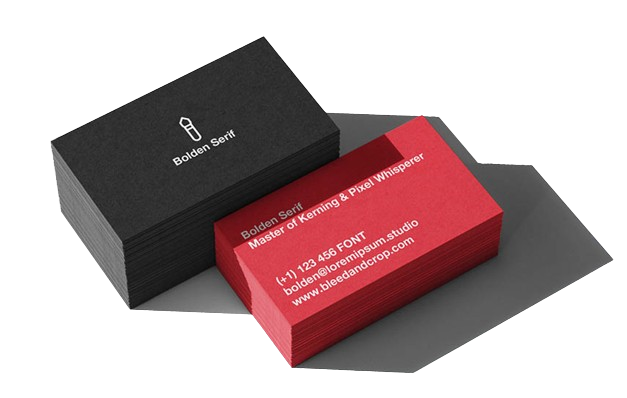 Bolden Serif
Bolden Serif
Master of Kerning & Pixel Whisperer
(+1) 123 456 FONT
bolden@loremipsum.studio
www.bleedandcrop.com